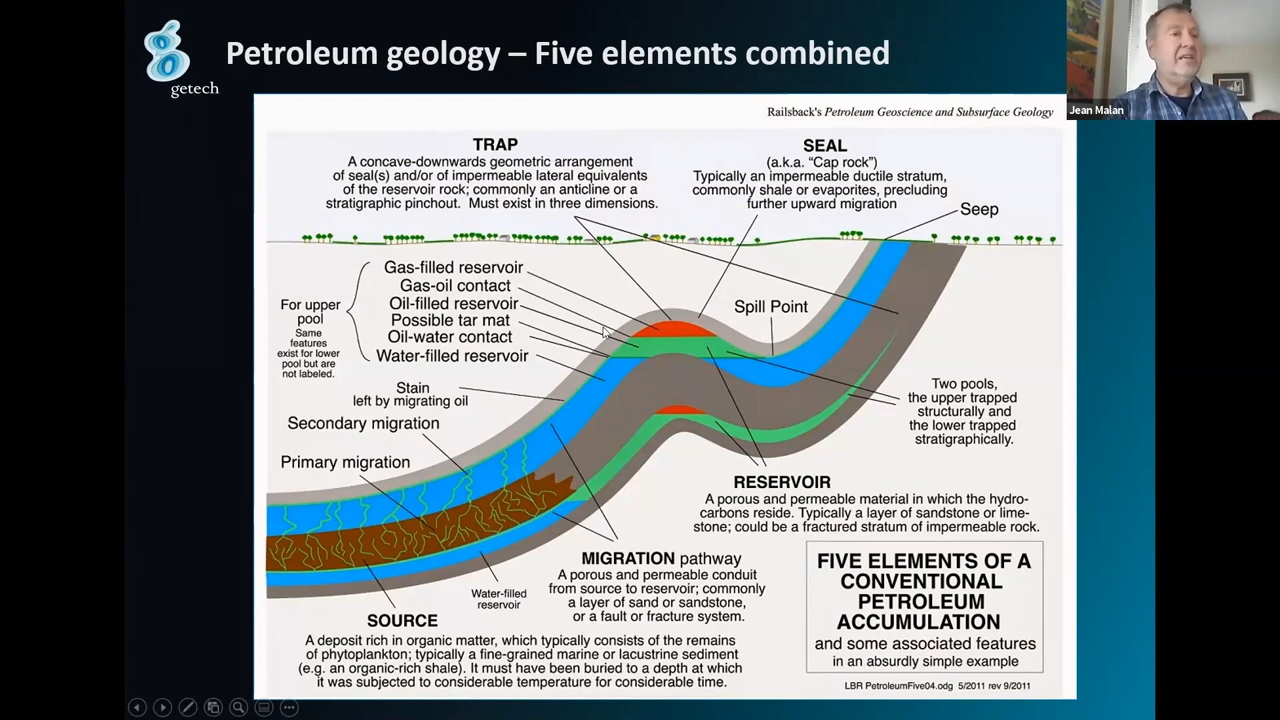 Petroleum geology – Five elements combined
getech
Jean Malan
Railsback's Petroleum Geoscience and Subsurface Geology
TRAP
A concave-downwards geometric arrangement
of seal(s) and/or of impermeable lateral equivalents
of the reservoir rock; commonly an anticline or a
stratigraphic pinchout. Must exist in three dimensions.
SEAL
(a.k.a. “Cap rock”)
Typically an impermeable ductile stratum,
commonly shale or evaporites, precluding
further upward migration
Seep
Gas-filled reservoir
Gas-oil contact
Oil-filled reservoir
Possible tar mat
Oil-water contact
Water-filled reservoir
For upper
pool
Same
features
exist for lower
pool but are
not labeled.
Spill Point
Stain
left by migrating oil
Secondary migration
Primary migration
Two pools,
the upper trapped
structurally and
the lower trapped
stratigraphically.
RESERVOIR
A porous and permeable material in which the hydro-
carbons reside. Typically a layer of sandstone or lime-
stone; could be a fractured stratum of impermeable rock.
MIGRATION pathway
A porous and permeable conduit
from source to reservoir; commonly
a layer of sand or sandstone,
or a fault or fracture system.
Water-filled
reservoir
SOURCE
A deposit rich in organic matter, which typically consists of the remains
of phytoplankton; typically a fine-grained marine or lacustrine sediment
(e.g. an organic-rich shale). It must have been buried to a depth at which
it was subjected to considerable temperature for considerable time.
FIVE ELEMENTS OF A
CONVENTIONAL
PETROLEUM
ACCUMULATION
and some associated features
in an absurdly simple example
LBR PetroleumFive04.odg 5/2011 rev 9/2011